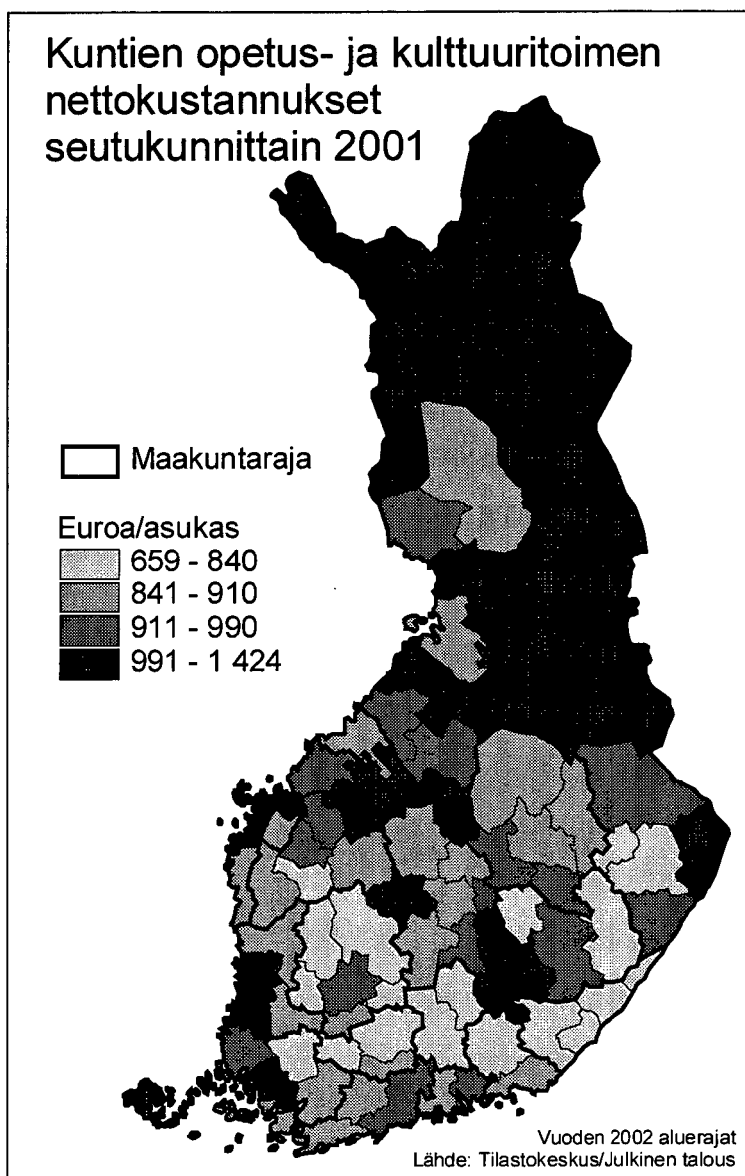 Kuntien opetus- ja kulttuuritoimen
nettokustannukset
seutukunnittain 2001
Maakuntaraja
Euroa/asukas
659 - 840
841 - 910
911 - 990
991 - 1 424
Vuoden 2002 aluerajat
Lähde: Tilastokeskus/Julkinen talous